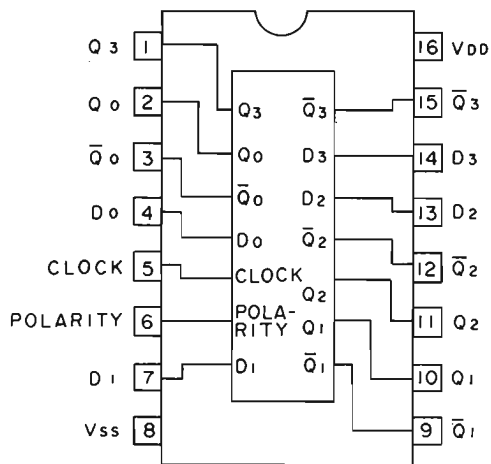 Q3 1
Q0 2
Q̅0 3
D0 4
CLOCK 5
POLARITY 6
D1 7
VSS 8
Q3
Q0
Q̅0
D0
CLOCK
POLA-
RITY
D1
Q̅3
D3
D2
Q̅2
Q2
Q1
Q̅1
16 VDD
15 Q̅3
14 D3
13 D2
12 Q̅2
11 Q2
10 Q1
9 Q̅1